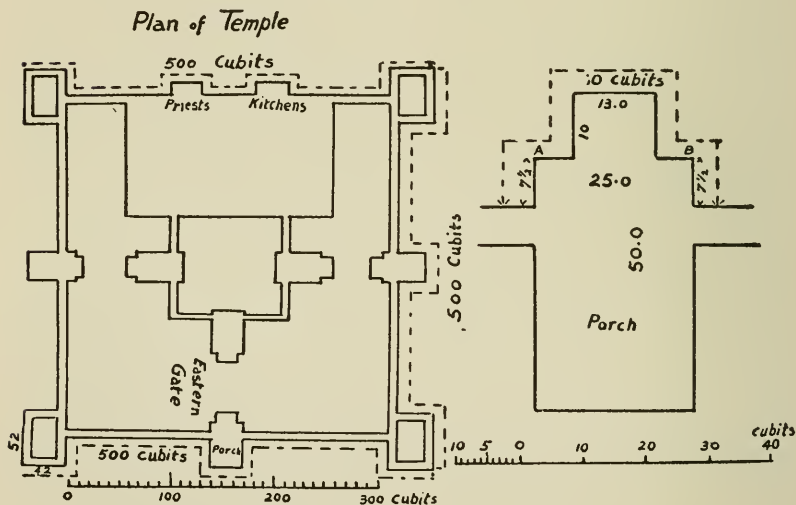 Plan of Temple
500 Cubits
Priests
Kitchens
500 Cubits
Eastern
Gate
52
42
500 Cubits
Porch
0 100 200 300 Cubits
10 cubits
13.0
10
A
B
7½
7½
25.0
50.0
Porch
cubits
10 5 0 10 20 30 40